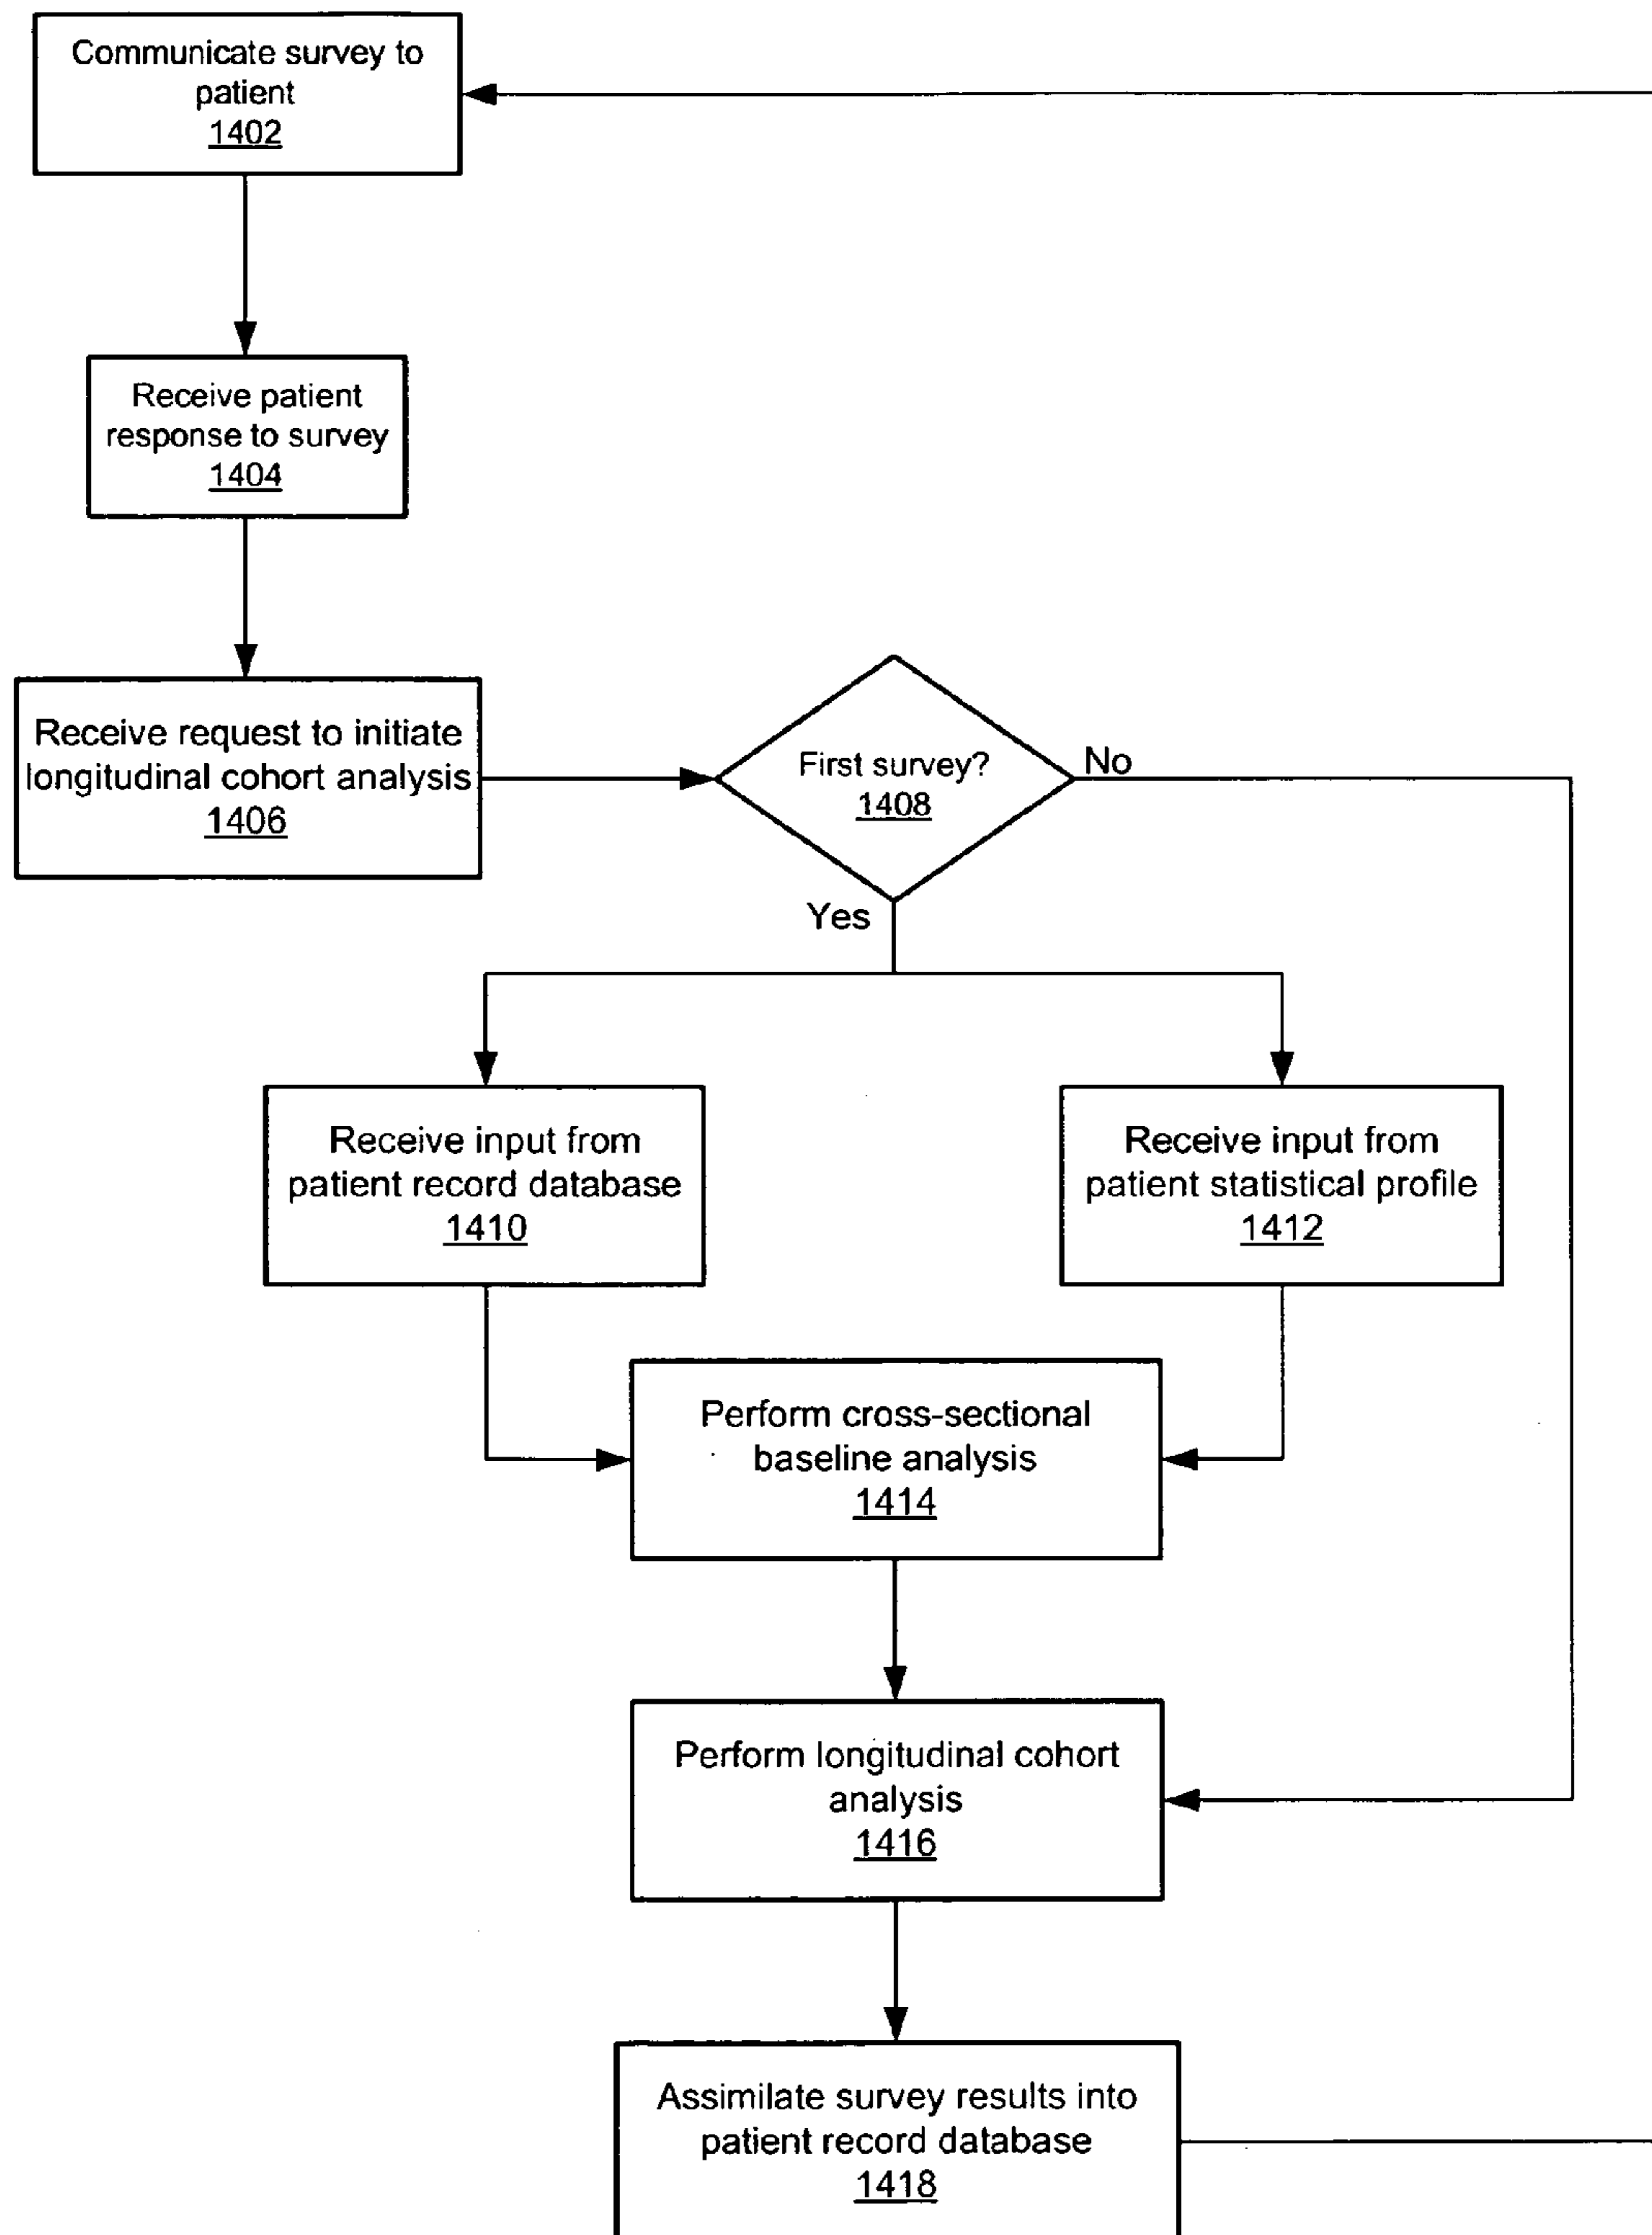 Communicate survey to
patient
1402
Receive patient
response to survey
1404
Receive request to initiate
longitudinal cohort analysis
1406
First survey?
1408
No
Yes
Receive input from
patient record database
1410
Receive input from
patient statistical profile
1412
Perform cross-sectional
baseline analysis
1414
Perform longitudinal cohort
analysis
1416
Assimilate survey results into
patient record database
1418